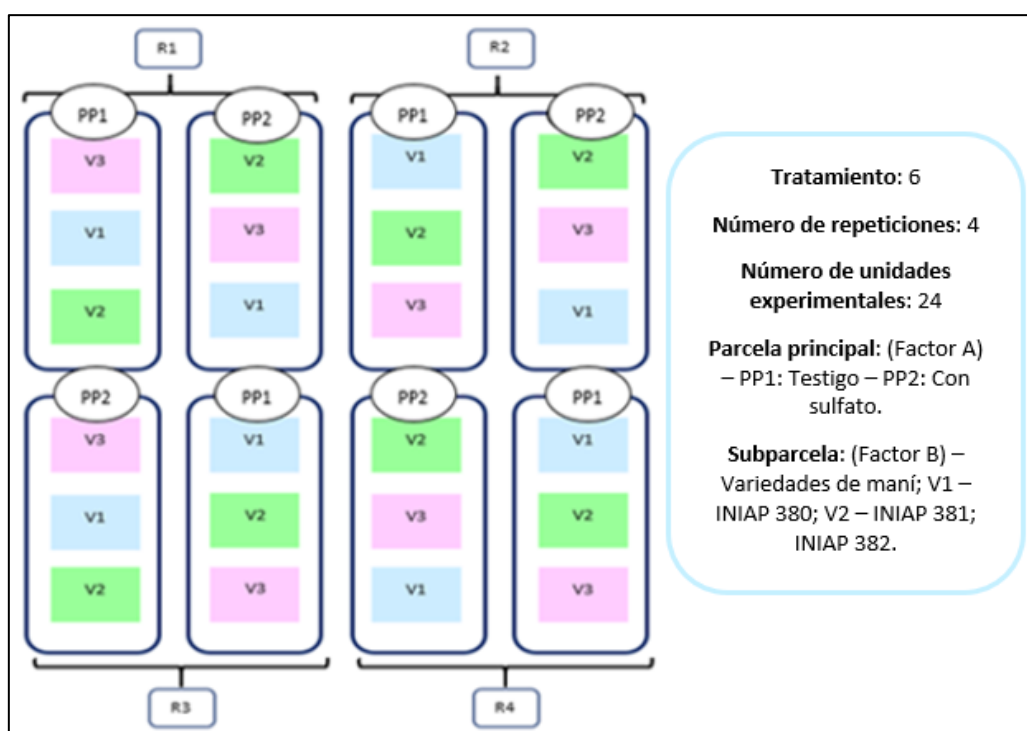 R1
R2
PP1
PP2
PP1
PP2
V3
V2
V1
V2
V1
V3
V2
V3
V2
V1
V3
V1
PP2
PP1
PP2
PP1
V3
V1
V2
V1
V1
V2
V3
V2
V2
V3
V1
V3
R3
R4
Tratamiento: 6
Número de repeticiones: 4
Número de unidades
experimentales: 24
Parcela principal: (Factor A)
– PP1: Testigo – PP2: Con
sulfato.
Subparcela: (Factor B) –
Variedades de maní; V1 –
INIAP 380; V2 – INIAP 381;
INIAP 382.